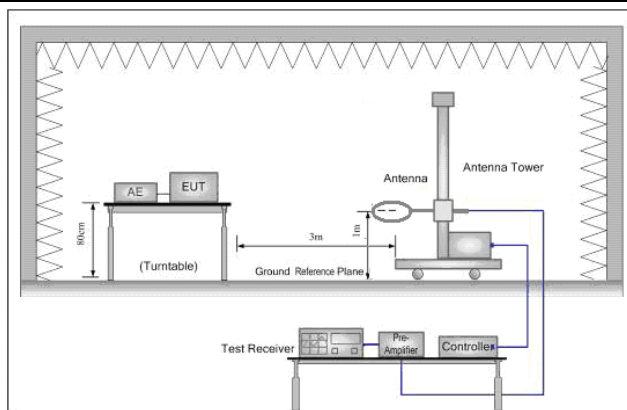 Antenna Tower
Antenna
EUT
AE
80cm
3m
1m
(Turntable)
Ground Reference Plane
Test Receiver
Pre-
Amplifier
Controller